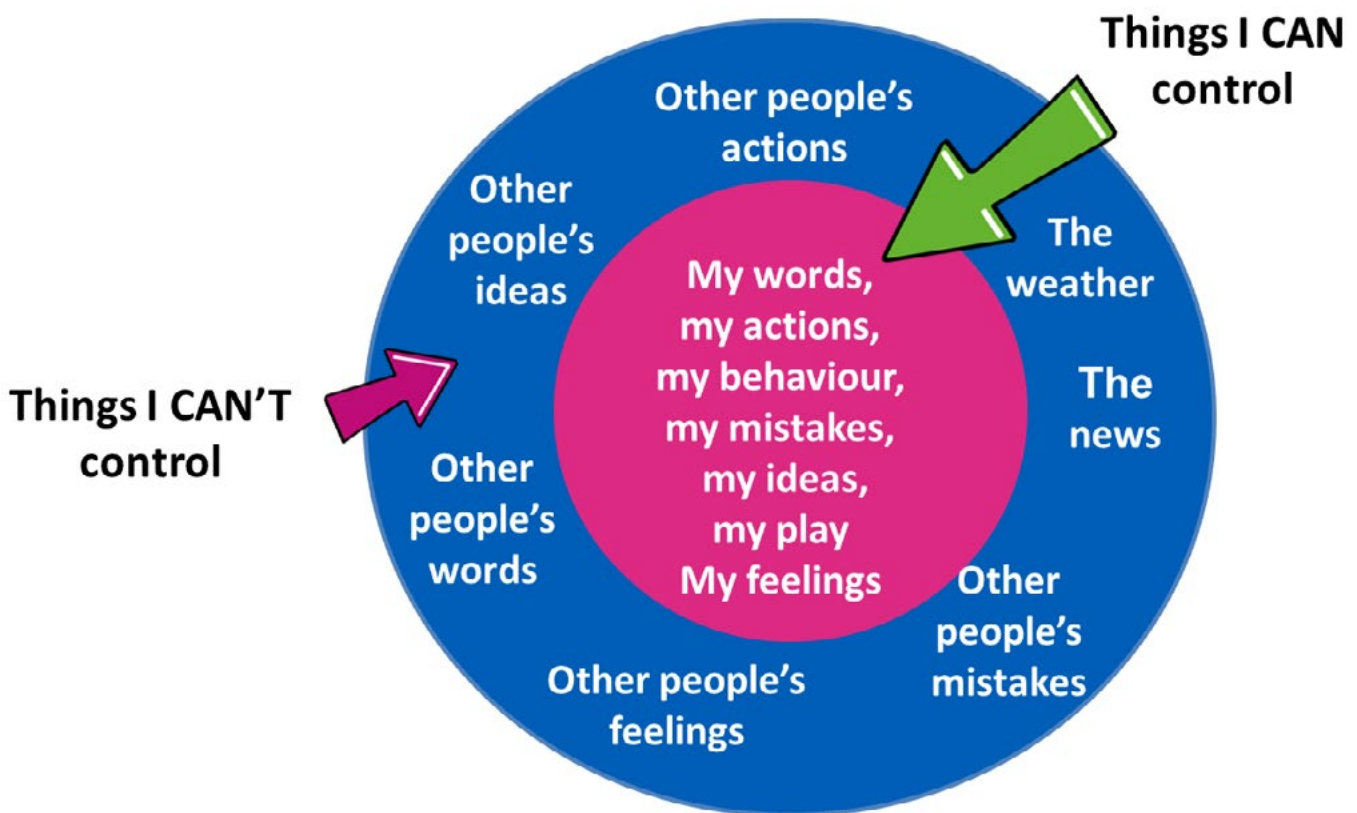 Things I CAN
control
Other people's
actions
Other
people's
ideas
The
weather
My words,
my actions,
my behaviour,
my mistakes,
my ideas,
my play
My feelings
The
news
Things I CAN'T
control
Other
people's
words
Other
people's
mistakes
Other people's
feelings